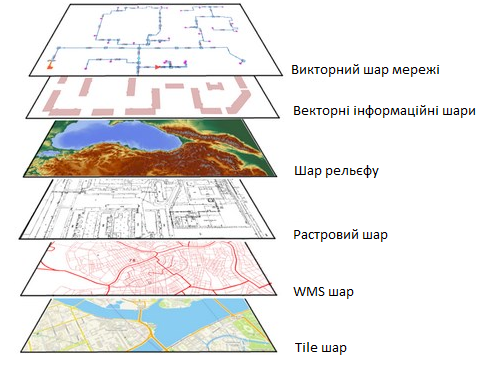 Викторний шар мережі
Векторні інформаційні шари
Шар рельєфу
Растровий шар
WMS шар
Tile шар